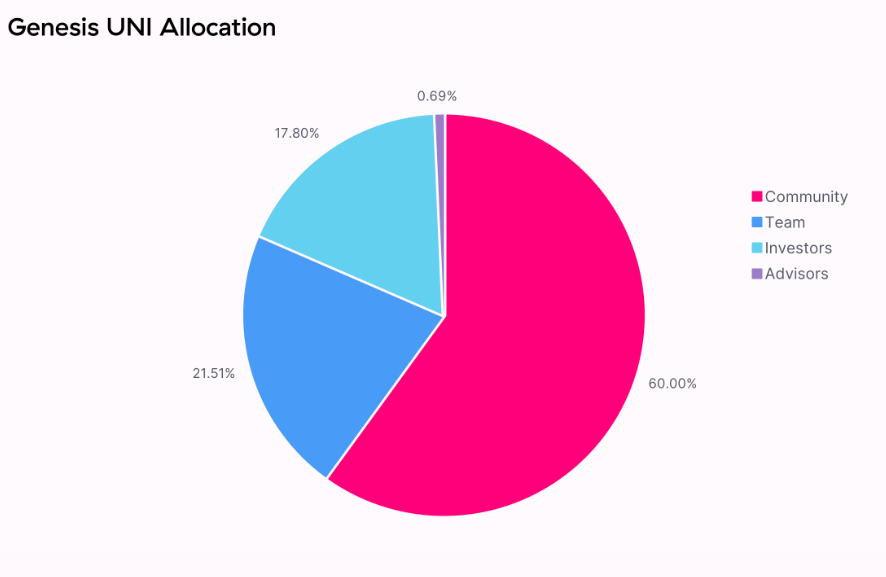 Genesis UNI Allocation
0.69%
17.80%
Community
Team
Investors
Advisors
21.51%
60.00%